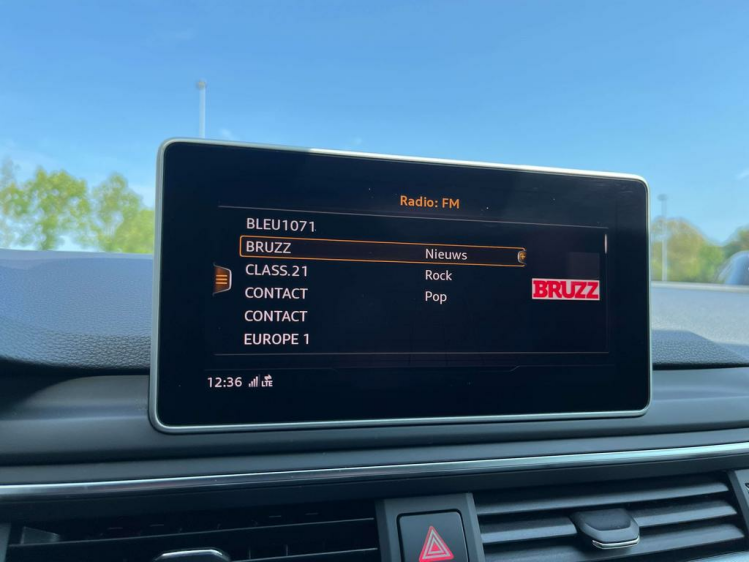 Radio: FM
BLEU1071
BRUZZ Nieuws
CLASS.21 Rock
CONTACT Pop
CONTACT
EUROPE 1
BRUZZ
12:36 LTE